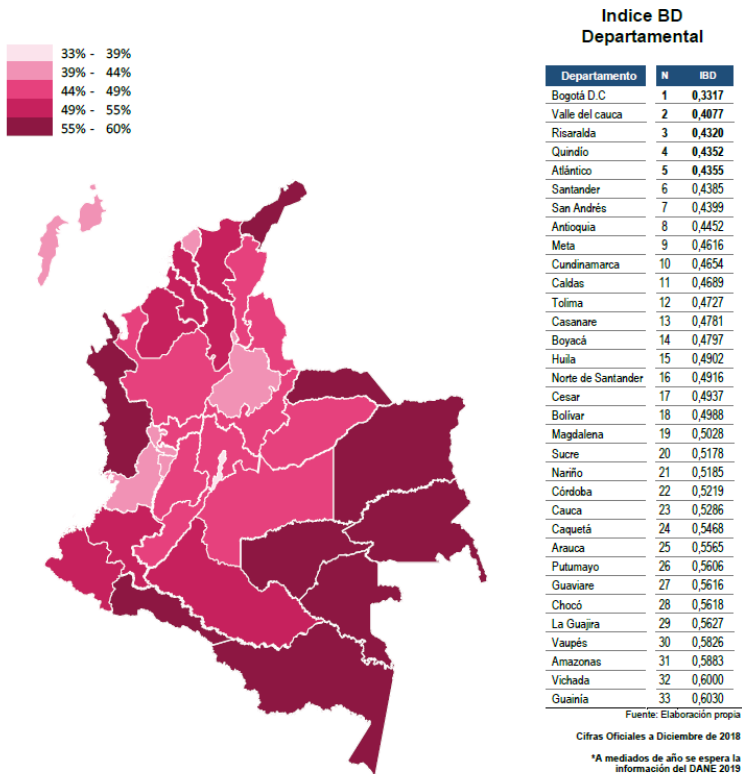 Indice BD
Departamental
33% - 39%
39% - 44%
44% - 49%
49% - 55%
55% - 60%
Departamento N IBD
Bogotá D.C 1 0,3317
Valle del cauca 2 0,4077
Risaralda 3 0,4320
Quindío 4 0,4352
Atlántico 5 0,4355
Santander 6 0,4385
San Andrés 7 0,4399
Antioquia 8 0,4452
Meta 9 0,4616
Cundinamarca 10 0,4654
Caldas 11 0,4689
Tolima 12 0,4727
Casanare 13 0,4781
Boyacá 14 0,4797
Huila 15 0,4902
Norte de Santander 16 0,4916
Cesar 17 0,4937
Bolívar 18 0,4988
Magdalena 19 0,5028
Sucre 20 0,5178
Nariño 21 0,5185
Córdoba 22 0,5219
Cauca 23 0,5286
Caquetá 24 0,5468
Arauca 25 0,5565
Putumayo 26 0,5606
Guaviare 27 0,5616
Chocó 28 0,5618
La Guajira 29 0,5627
Vaupés 30 0,5826
Amazonas 31 0,5883
Vichada 32 0,6000
Guainía 33 0,6030
Fuente: Elaboración propia
Cifras Oficiales a Diciembre de 2018
*A mediados de año se espera la
información del DANE 2019